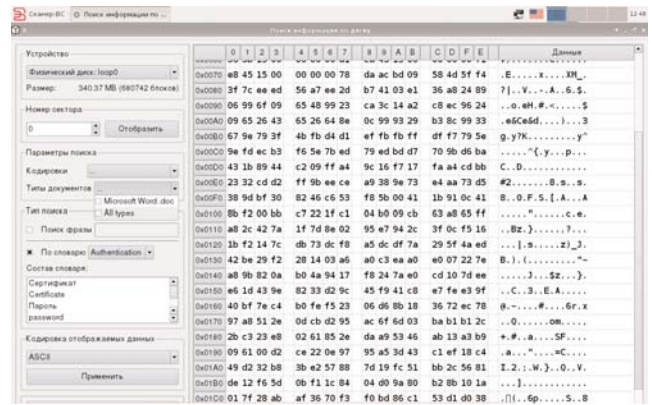 Сканер-ВС Поиск информации по ... 12:48
Поиск информации по диску
Устройство
Физический диск: loop0
Размер: 340.37 MB (680742 блоков)
Номер сектора
0 Отобразить
Параметры поиска
Кодировки ...
Типы документов ...
Microsoft Word .doc
All types
Тип поиска
Поиск фразы
По словарю Authentication
Состав словаря:
Сертификат
Certificate
Пароль
password
Кодировка отображаемых данных
ASCII
Применить
0 1 2 3 4 5 6 7 8 9 A B C D F E Данные
0x0070 e8 45 15 00 00 00 00 78 da ac bd 09 58 4d 5f f4 .E.....x....XM_.
0x0080 3f 7c ee ed 56 a7 ee 2d b7 41 03 e1 36 a8 24 89 ?|..V..-.A..6.$.
0x0090 06 99 6f 09 65 48 99 23 ca 3c 14 a2 c8 ec 96 24 ..o.eH.#.<.....$
0x00A0 09 65 26 43 65 26 64 8e 0c 99 93 29 b3 8c 99 33 .e&Ce&d....)...3
0x00B0 67 9e 79 3f 4b fb d4 d1 ef fb fb ff df f7 79 5e g.y?K.........y^
0x00C0 9e fd ec b3 f6 5e 7b ed 79 ed bd d7 70 9b d6 ba .....^{.y...p...
0x00D0 43 1b 89 44 c2 09 ff a4 9c 16 f7 17 fa a4 cd bb C..D............
0x00E0 23 32 cd d2 ff 9b ee ce a9 38 9e 73 e4 aa 73 d5 #2.......8.s..s.
0x00F0 38 9d bf 30 82 46 c6 53 f8 5b 00 41 1b 91 0c 41 8..0.F.S.[.A...A
0x0100 8b f2 00 bb c7 22 1f c1 04 b0 09 cb 63 a8 65 ff ....."......c.e.
0x0110 a8 2c 42 7a 1f 7d 8e 02 95 e7 94 2c 3f 0c f5 16 .,Bz.}.....,?...
0x0120 1b f2 14 7c db 73 dc f8 a5 dc df 7a 29 5f 4a ed ...|.s.....z)_J.
0x0130 42 be 29 f2 28 14 03 a6 a0 c3 ea a0 e0 07 22 7e B.).(........."~
0x0140 a8 9b 82 0a b0 4a 94 17 f8 24 7a e0 cd 10 7d ee .....J...$z...}.
0x0150 e6 1d 43 9e 82 33 d2 9c 45 f9 41 c8 e7 fe e3 9f ..C..3..E.A.....
0x0160 40 bf 7e c4 b0 fe f5 23 06 d6 8b 18 36 72 ec 78 @.~....#....6r.x
0x0170 97 a8 51 2e 0d cb d2 95 ac 6f 6d 03 ba b1 b1 2c ..Q......om....,
0x0180 2b c3 23 e8 02 61 85 2e da a9 53 46 ab 13 a3 b9 +.#..a....SF....
0x0190 09 61 00 d2 ce 22 0e 97 95 a5 3d 43 c1 ef 18 c4 .a..."....=C....
0x01A0 49 d2 32 b8 3b e2 57 88 7d 19 fc 51 bb 2c 56 81 I.2.;.W.}..Q.,V.
0x01B0 de 12 f6 5d 0b f1 1c 84 04 d0 9a 80 b2 8b 10 1a ...]............
0x01C0 01 7f 28 ab af 36 70 f3 f0 bd 86 c1 53 d1 d0 38